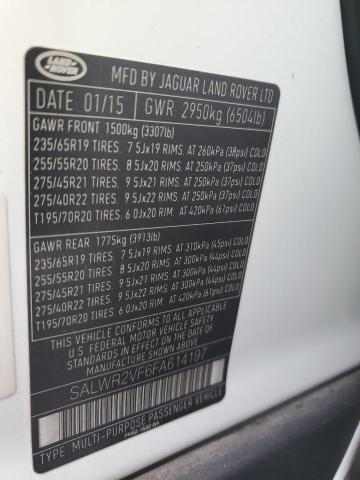 LAND
ROVER
MFD BY JAGUAR LAND ROVER LTD
DATE: 01/15 GWR: 2950kg (6504lb)
GAWR FRONT 1500kg (3307lb)
235/65R19 TIRES. 7 5Jx19 RIMS. AT 260kPa (38psi) COLD
255/55R20 TIRES. 8 5Jx20 RIMS. AT 250kPa (37psi) COLD
275/45R21 TIRES. 9 5Jx21 RIMS. AT 250kPa (37psi) COLD
275/40R22 TIRES. 9 5Jx22 RIMS. AT 250kPa (37psi) COLD
T195/70R20 TIRES. 6 0Jx20 RIM. AT 420kPa (61psi) COLD
GAWR REAR 1775kg (3913lb)
235/65R19 TIRES. 7 5Jx19 RIMS. AT 310kPa (45psi) COLD
255/55R20 TIRES. 8 5Jx20 RIMS. AT 300kPa (44psi) COLD
275/45R21 TIRES. 9 5Jx21 RIMS. AT 300kPa (44psi) COLD
275/40R22 TIRES. 9 5Jx22 RIMS. AT 300kPa (44psi) COLD
T195/70R20 TIRES. 6 0Jx20 RIM. AT 420kPa (61psi) COLD
THIS VEHICLE CONFORMS TO ALL APPLICABLE
FEDERAL MOTOR VEHICLE SAFETY STANDARDS
IN EFFECT ON THE DATE OF MANUFACTURE SHOWN ABOVE
SALWR2VF6FA614197
TYPE: MULTI-PURPOSE PASSENGER VEHICLE